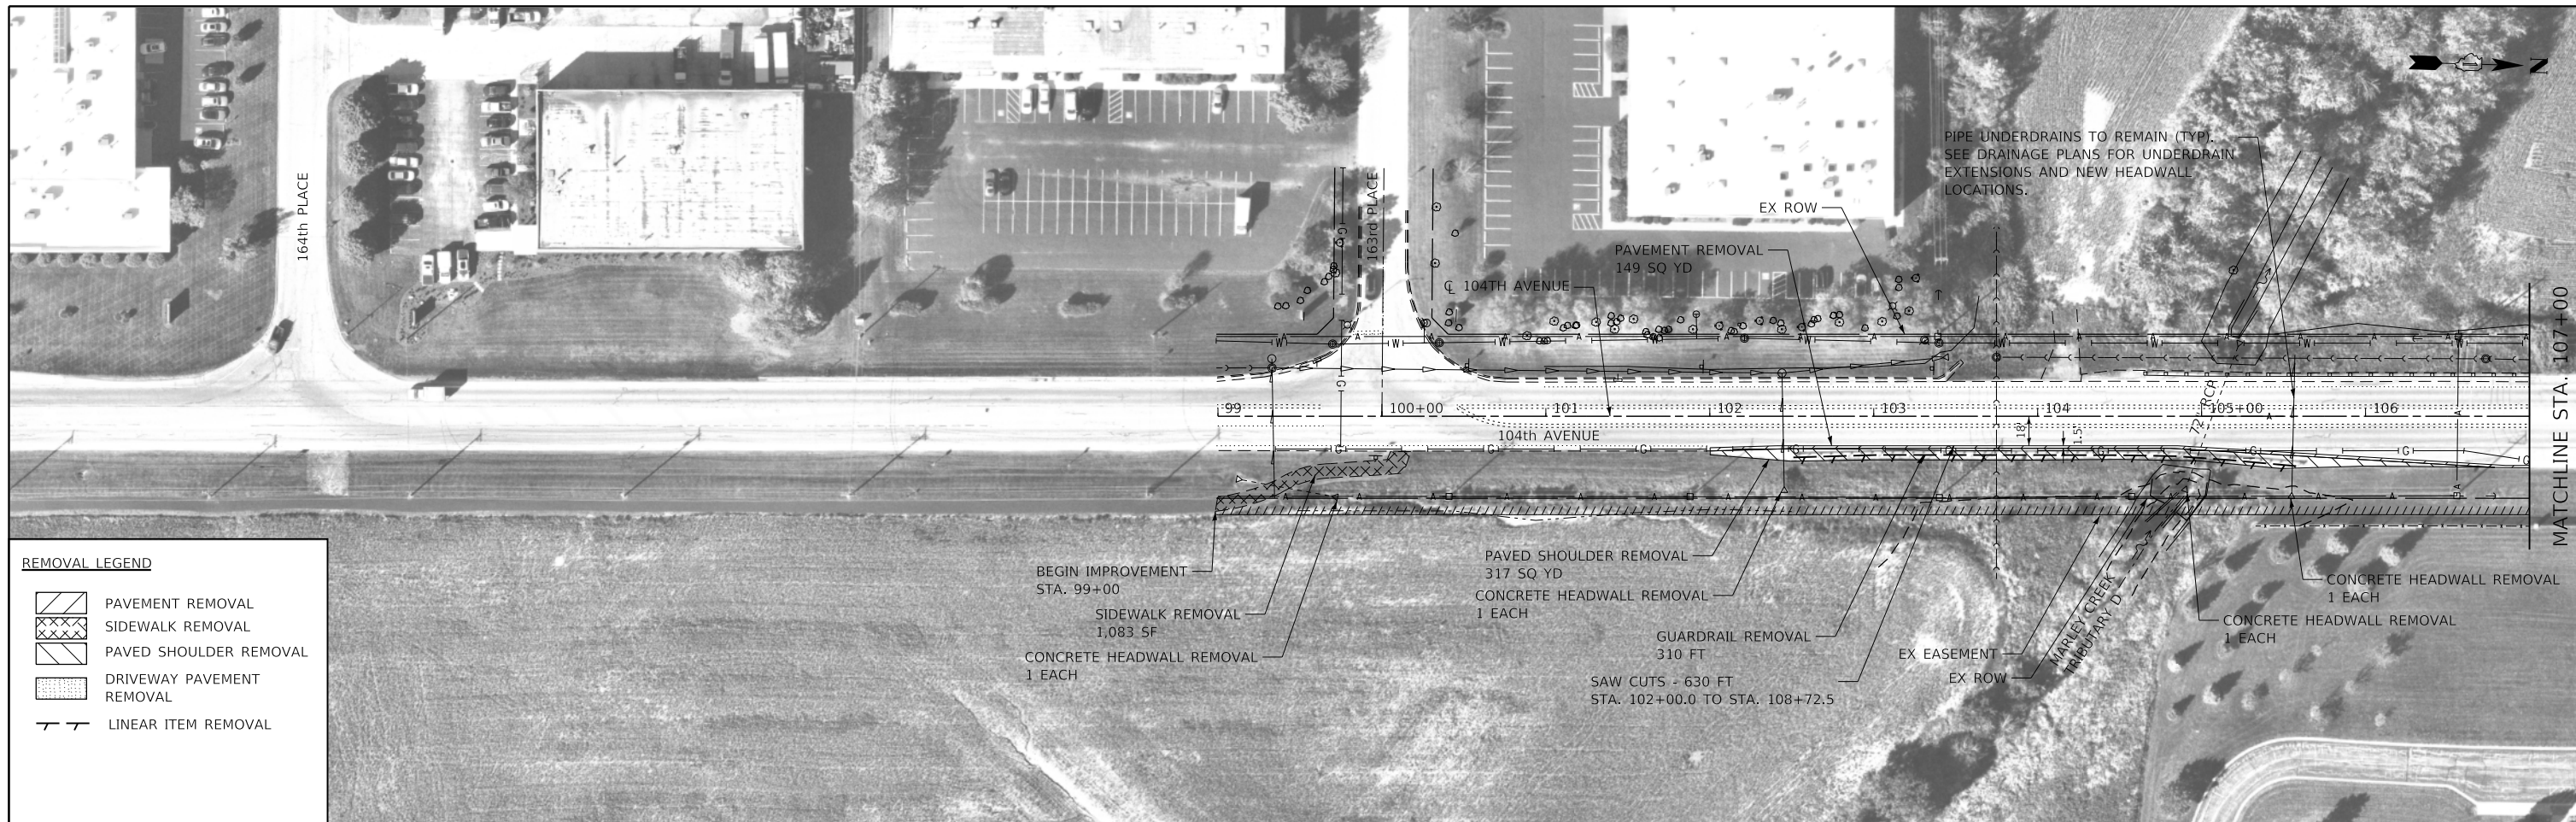 164th PLACE
163rd PLACE
N
PIPE UNDERDRAINS TO REMAIN (TYP).
SEE DRAINAGE PLANS FOR UNDERDRAIN
EXTENSIONS AND NEW HEADWALL
LOCATIONS.
EX ROW
PAVEMENT REMOVAL
149 SQ YD
℄ 104TH AVENUE
99
100+00
101
102
103
104
105+00
106
104th AVENUE
18'
1.5'
72" RCP
MATCHLINE STA. 107+00
BEGIN IMPROVEMENT
STA. 99+00
SIDEWALK REMOVAL
1,083 SF
CONCRETE HEADWALL REMOVAL
1 EACH
PAVED SHOULDER REMOVAL
317 SQ YD
CONCRETE HEADWALL REMOVAL
1 EACH
GUARDRAIL REMOVAL
310 FT
SAW CUTS - 630 FT
STA. 102+00.0 TO STA. 108+72.5
EX EASEMENT
EX ROW
MARLEY CREEK
TRIBUTARY D
CONCRETE HEADWALL REMOVAL
1 EACH
CONCRETE HEADWALL REMOVAL
1 EACH
REMOVAL LEGEND
PAVEMENT REMOVAL
SIDEWALK REMOVAL
PAVED SHOULDER REMOVAL
DRIVEWAY PAVEMENT
REMOVAL
LINEAR ITEM REMOVAL